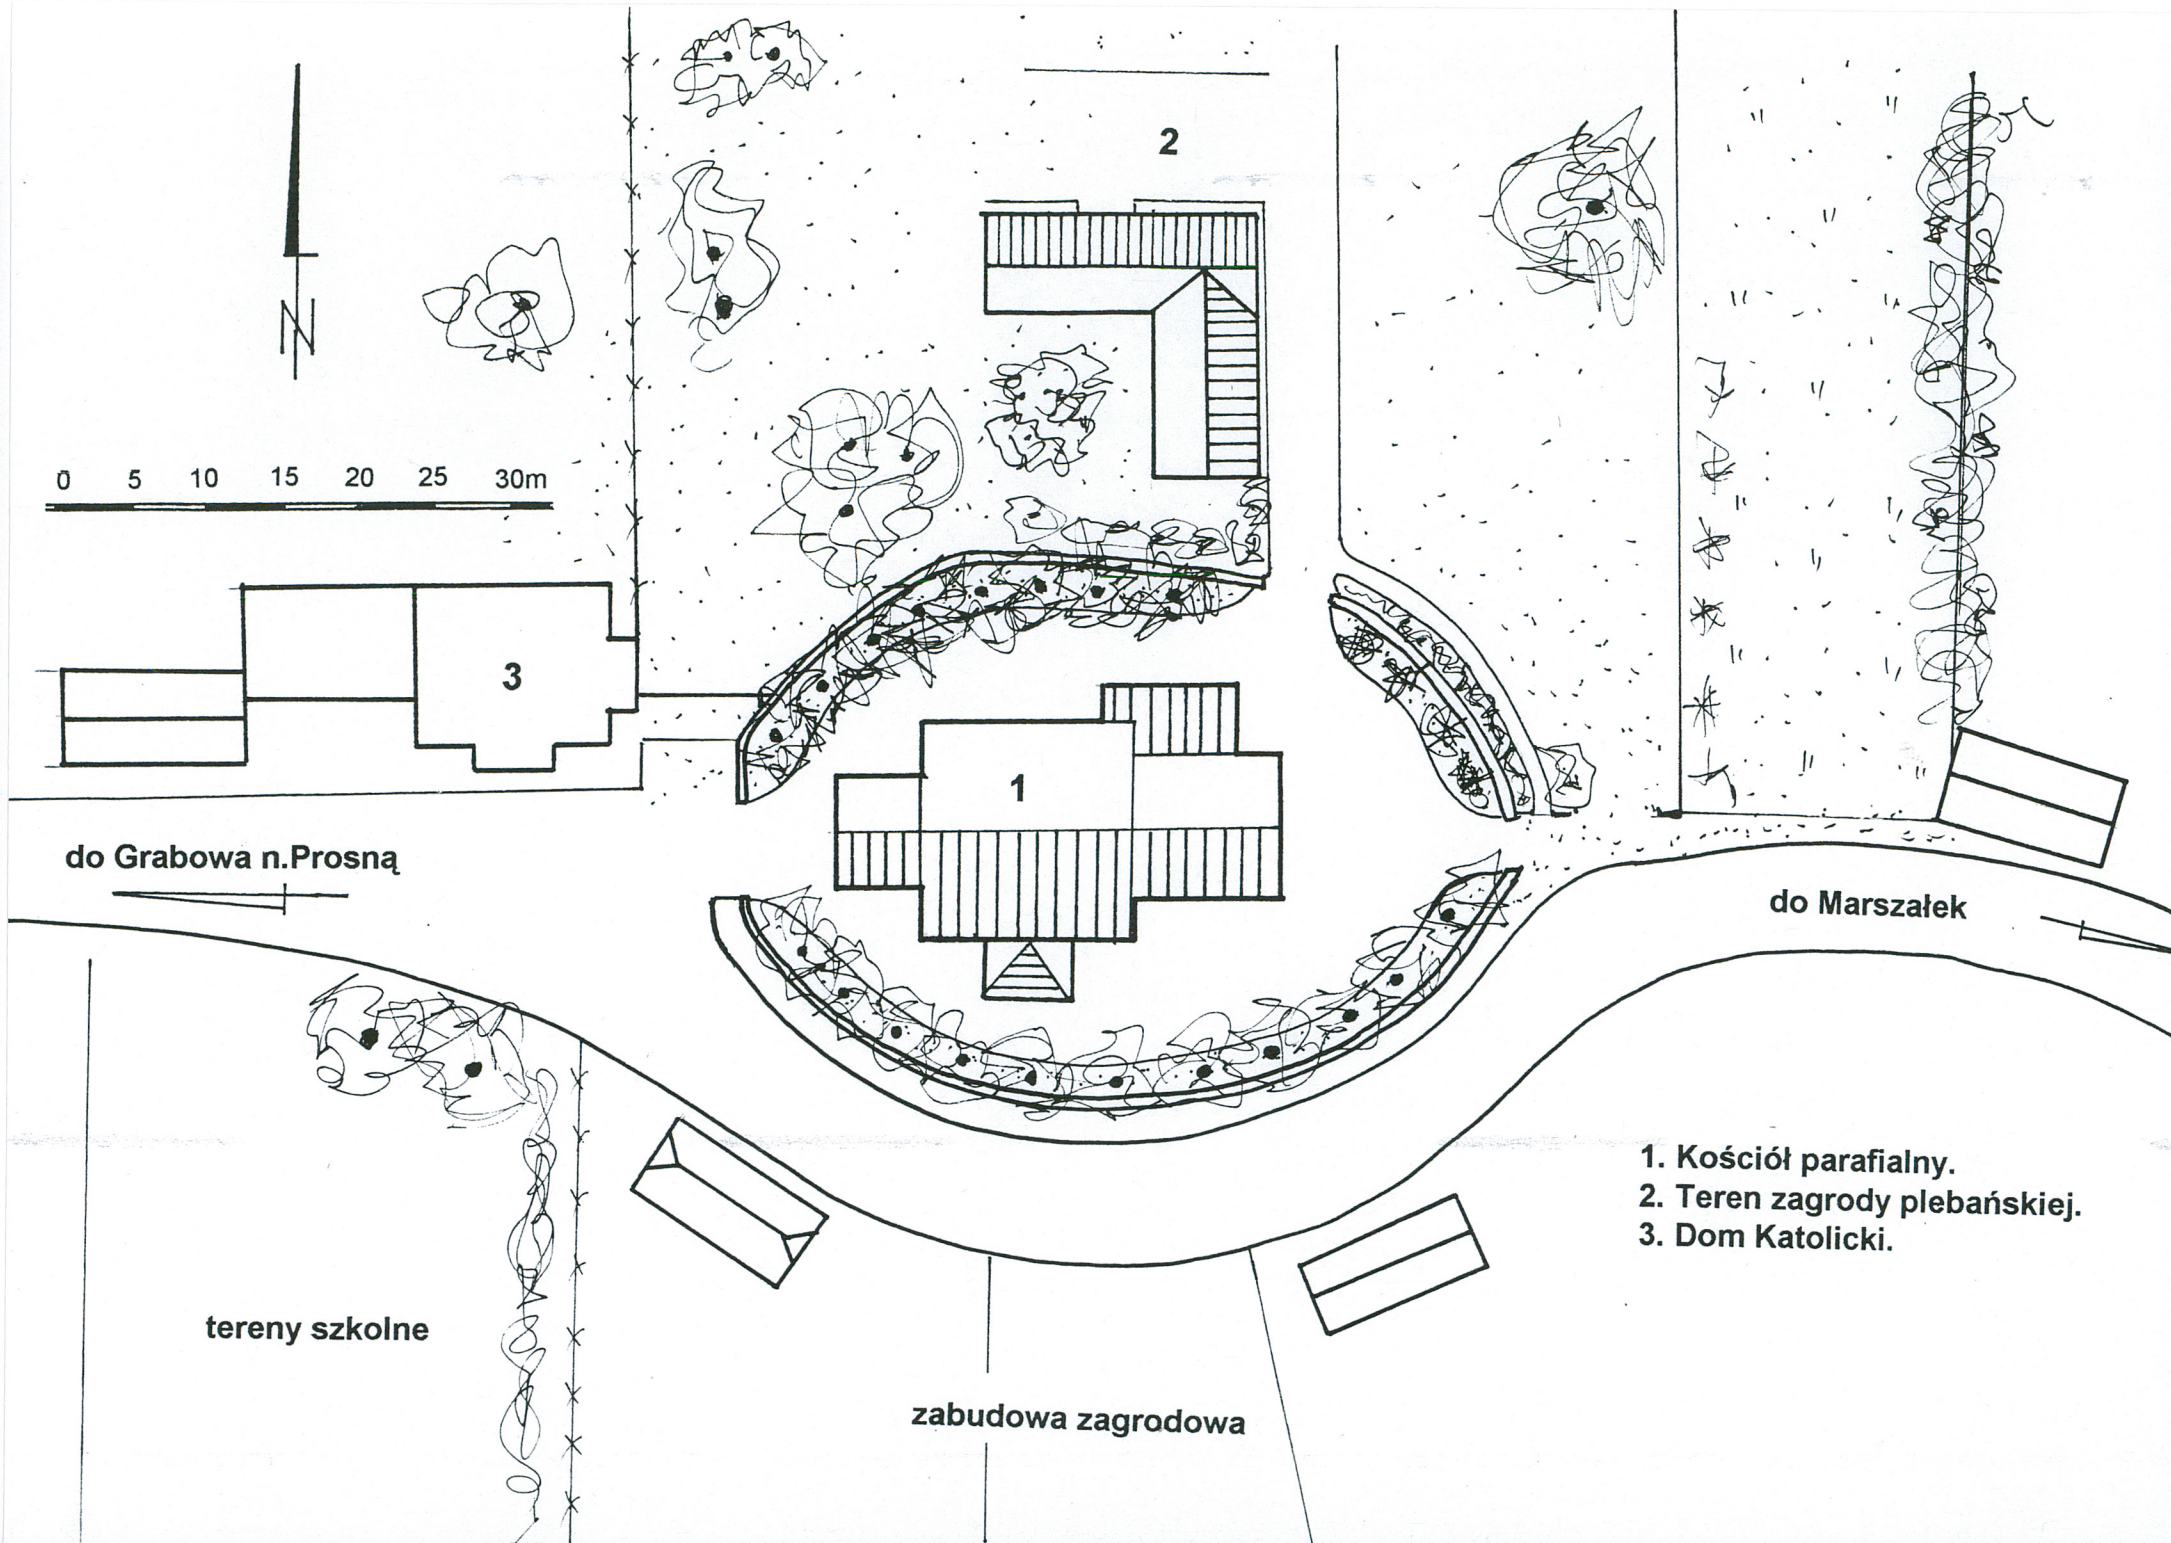 2
N
0 5 10 15 20 25 30m
3
1
do Grabowa n.Prosną
do Marszałek
1. Kościół parafialny.
2. Teren zagrody plebańskiej.
3. Dom Katolicki.
tereny szkolne
zabudowa zagrodowa